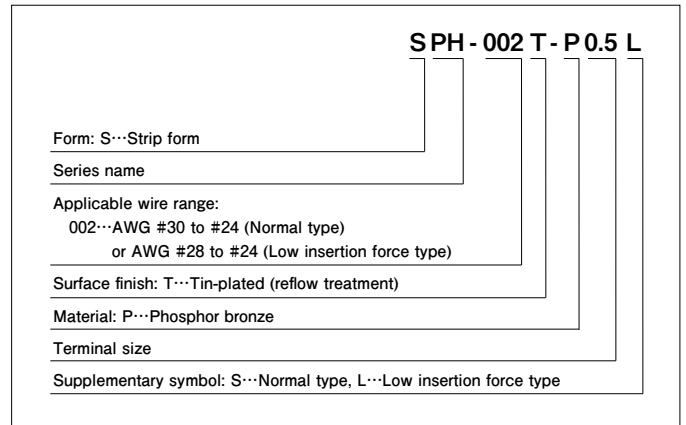 SPH-002T-P0.5L
Form: S···Strip form
Series name
Applicable wire range:
002···AWG #30 to #24 (Normal type)
or AWG #28 to #24 (Low insertion force type)
Surface finish: T···Tin-plated (reflow treatment)
Material: P···Phosphor bronze
Terminal size
Supplementary symbol: S···Normal type, L···Low insertion force type